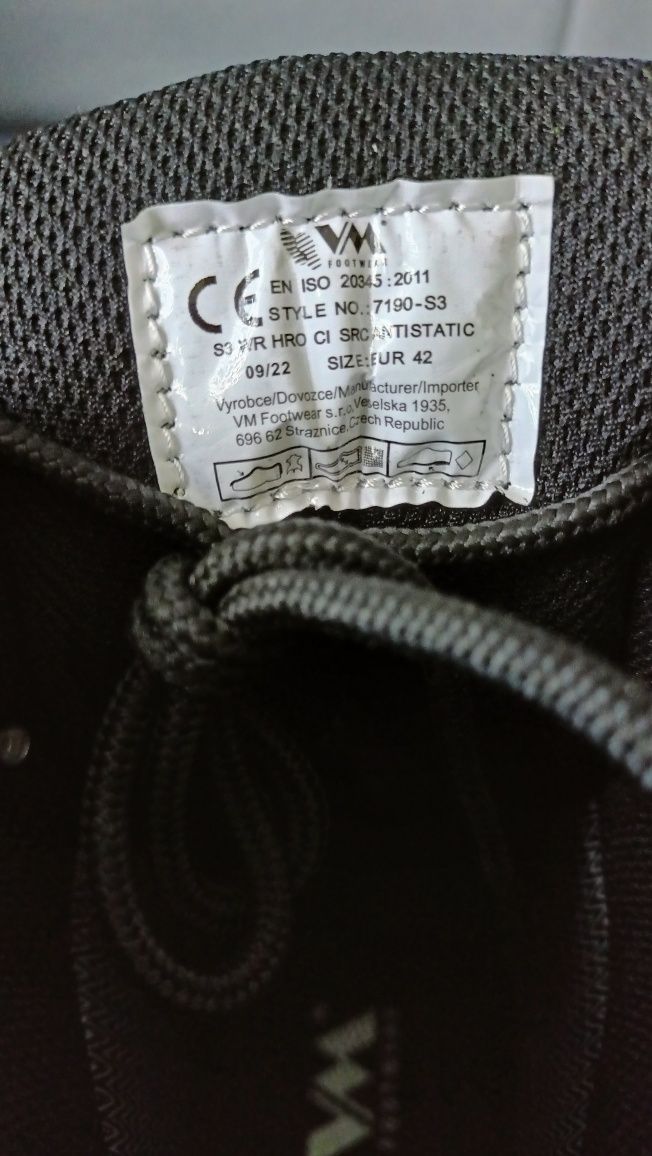 VM
FOOTWEAR
CE
EN ISO 20345:2011
STYLE NO.:7190-S3
S3 WR HRO CI SRC ANTISTATIC
09/22 SIZE:EUR 42
Vyrobce/Dovozce/Manufacturer/Importer
VM Footwear s.r.o, Veselska 1935,
696 62 Straznice, Czech Republic
VM